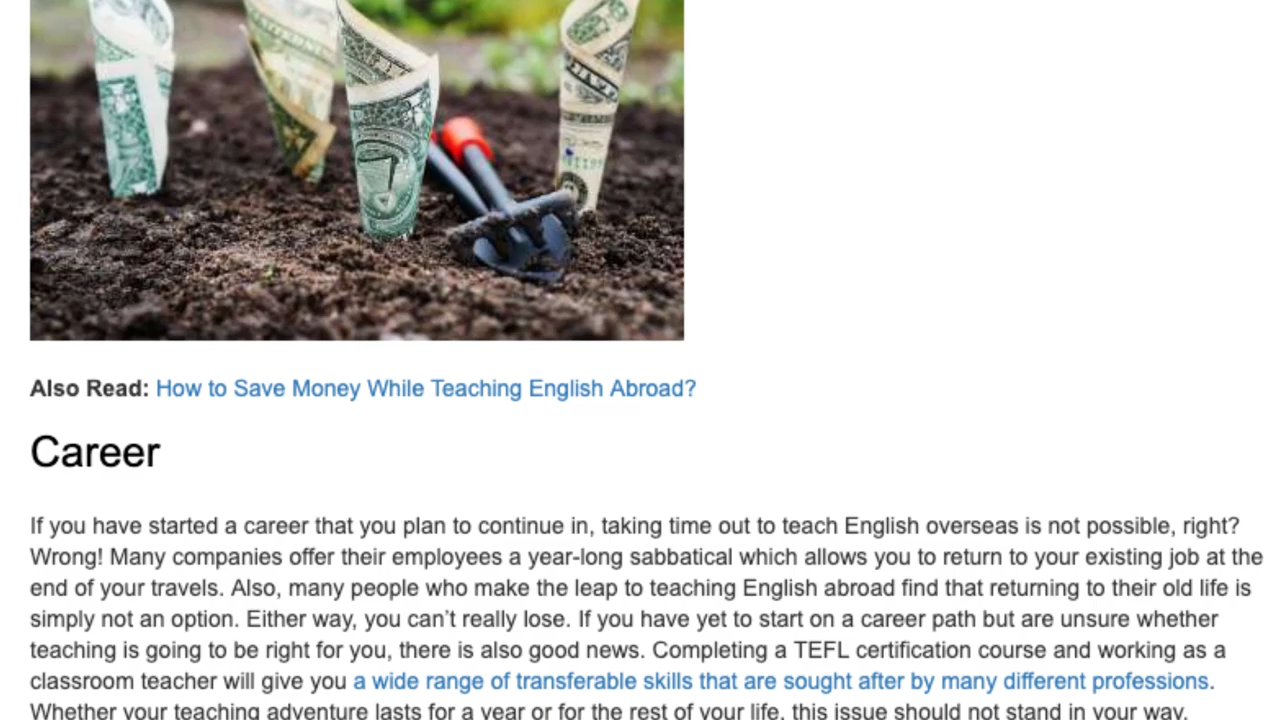 Also Read: How to Save Money While Teaching English Abroad?
Career
If you have started a career that you plan to continue in, taking time out to teach English overseas is not possible, right?
Wrong! Many companies offer their employees a year-long sabbatical which allows you to return to your existing job at the
end of your travels. Also, many people who make the leap to teaching English abroad find that returning to their old life is
simply not an option. Either way, you can’t really lose. If you have yet to start on a career path but are unsure whether
teaching is going to be right for you, there is also good news. Completing a TEFL certification course and working as a
classroom teacher will give you a wide range of transferable skills that are sought after by many different professions.
Whether your teaching adventure lasts for a year or for the rest of your life, this issue should not stand in your way.